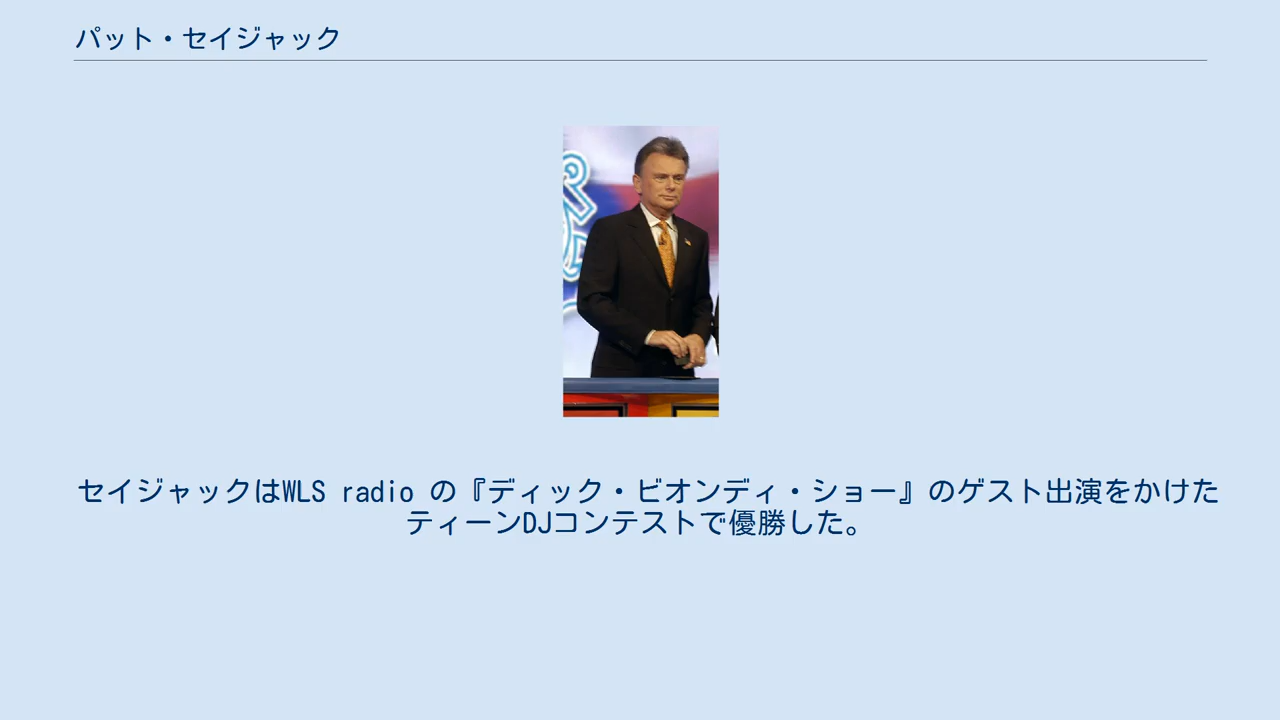 パット・セイジャック
セイジャックはWLS radio の『ディック・ビオンディ・ショー』のゲスト出演をかけた
ティーンDJコンテストで優勝した。